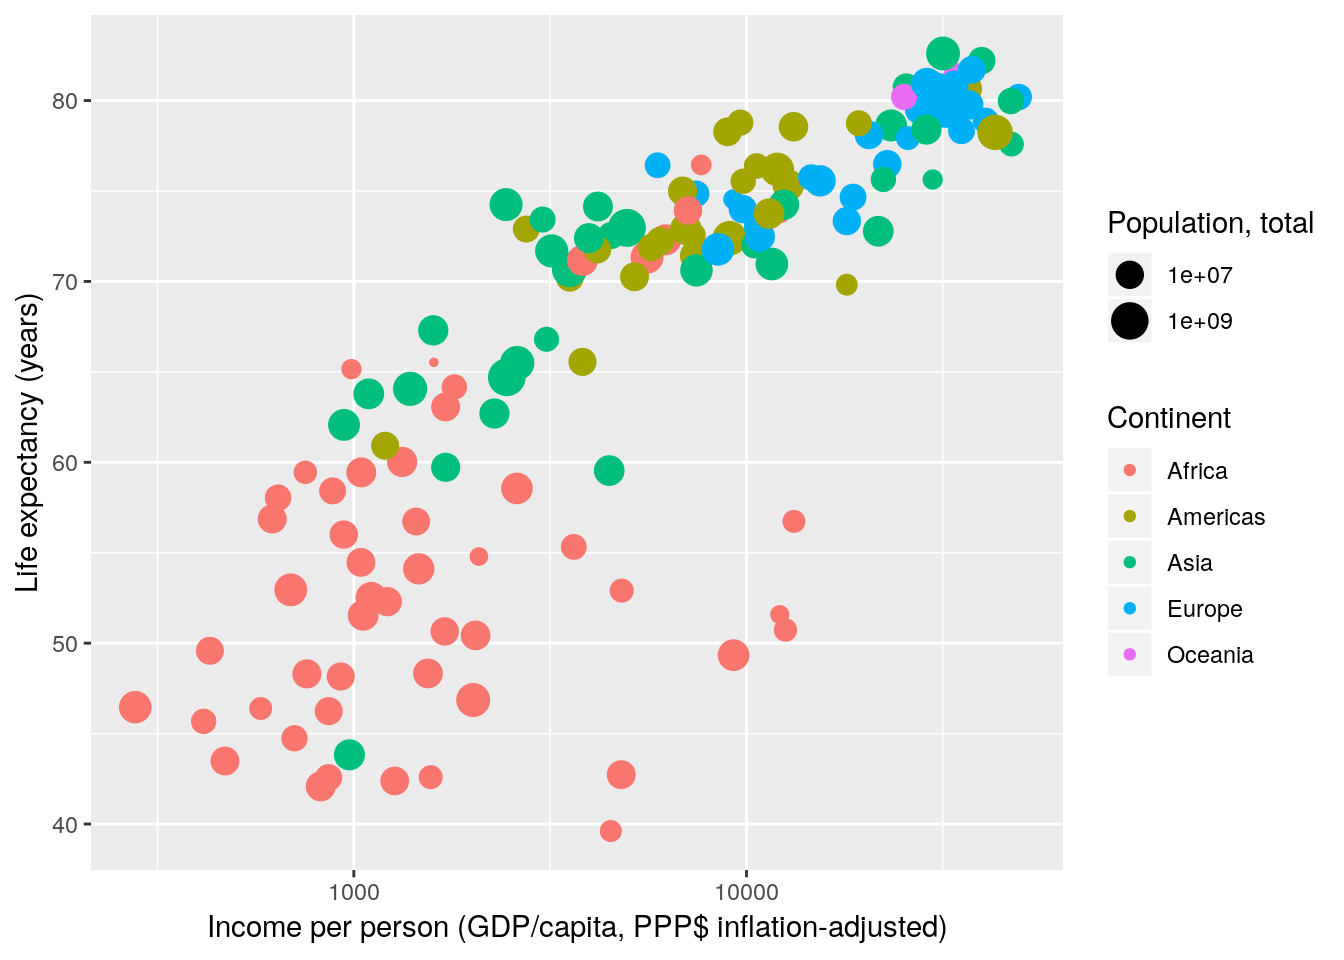 80
70
60
50
40
Life expectancy (years)
1000
10000
Income per person (GDP/capita, PPP$ inflation-adjusted)
Population, total
1e+07
1e+09
Continent
Africa
Americas
Asia
Europe
Oceania